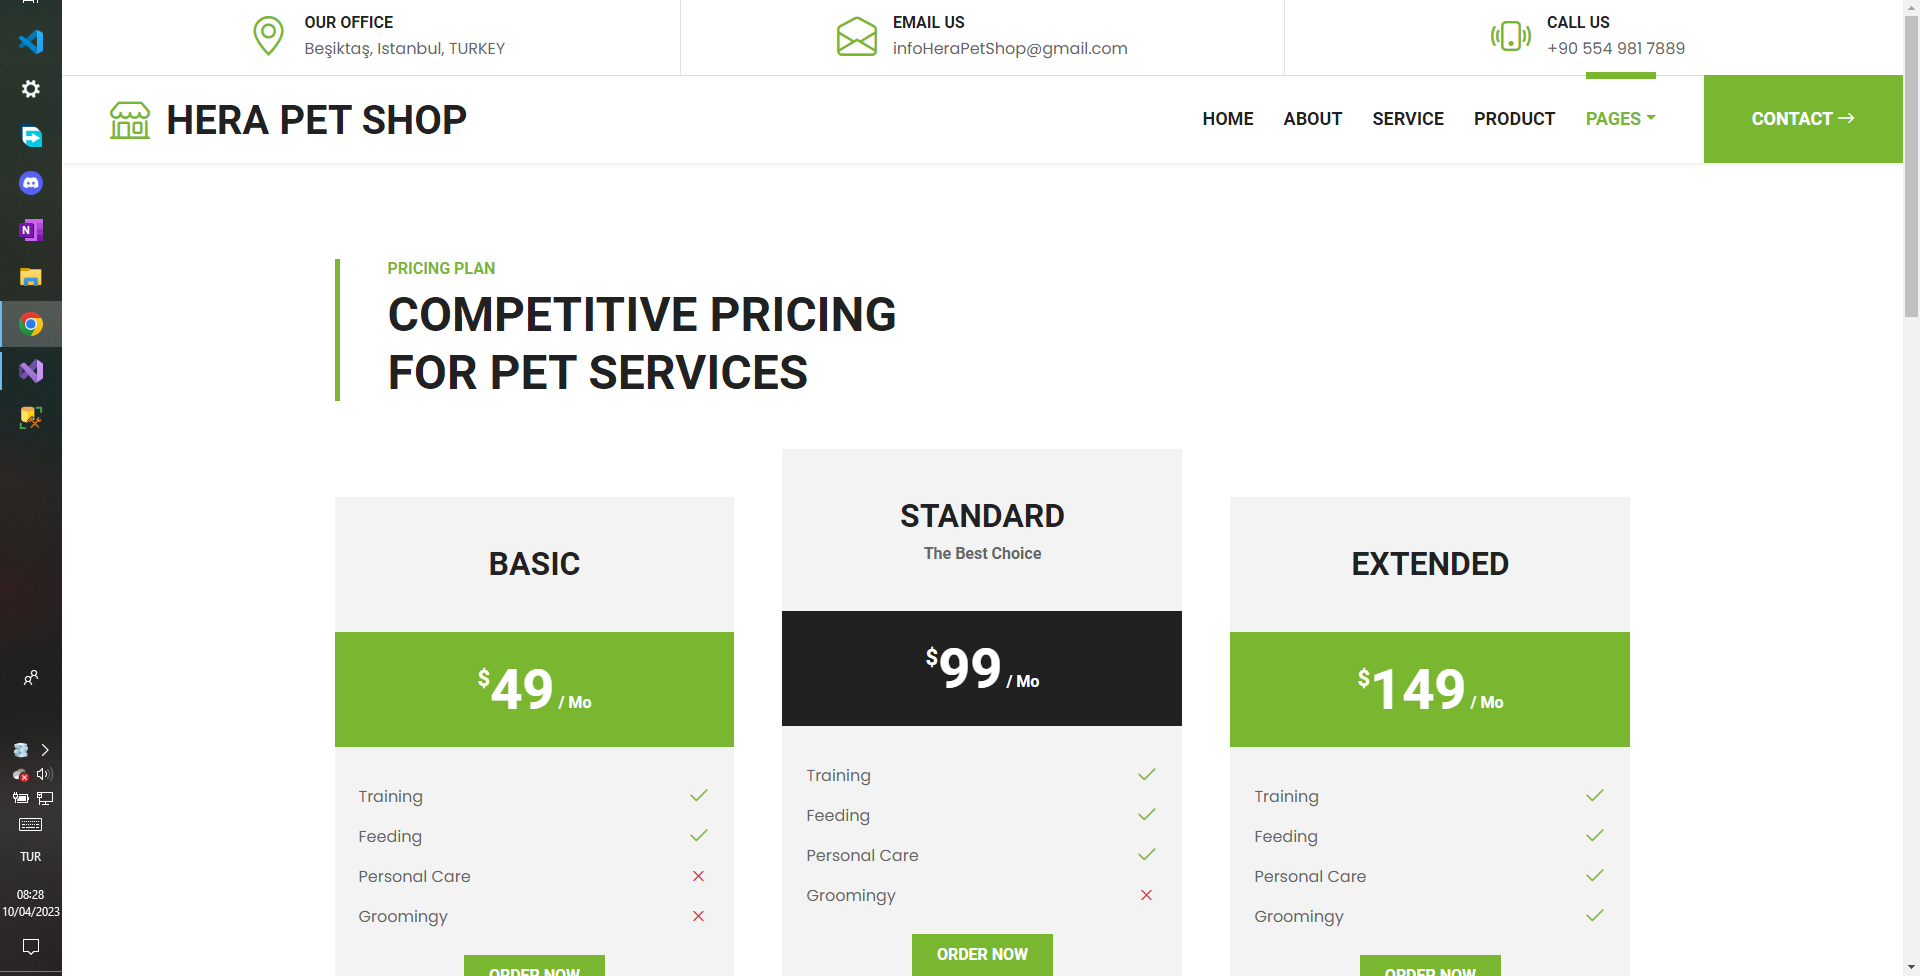 OUR OFFICE
Beşiktaş, Istanbul, TURKEY
EMAIL US
infoHeraPetShop@gmail.com
CALL US
+90 554 981 7889
HERA PET SHOP
HOME
ABOUT
SERVICE
PRODUCT
PAGES
CONTACT
PRICING PLAN
COMPETITIVE PRICING
FOR PET SERVICES
BASIC
$49 / Mo
Training
Feeding
Personal Care
Groomingy
ORDER NOW
STANDARD
The Best Choice
$99 / Mo
Training
Feeding
Personal Care
Groomingy
ORDER NOW
EXTENDED
$149 / Mo
Training
Feeding
Personal Care
Groomingy
ORDER NOW
N
TUR
08:28
10/04/2023